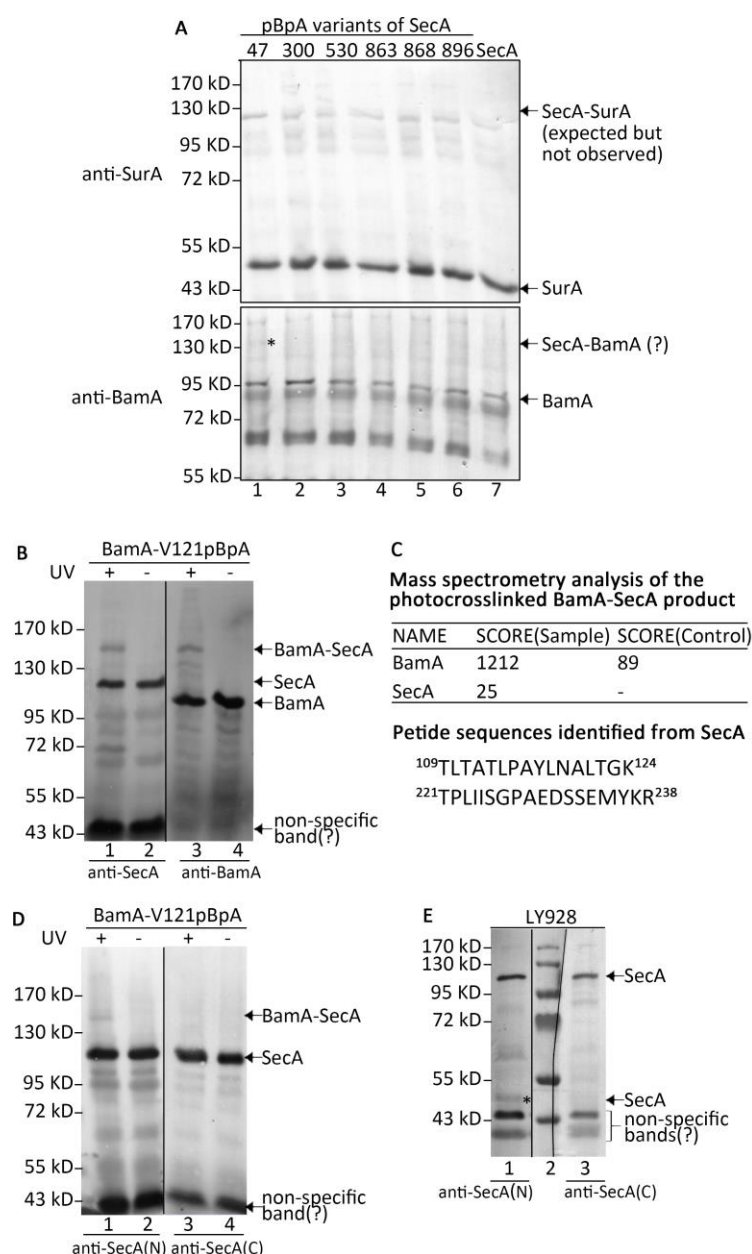 A
pBpA variants of SecA
47 300 530 863 868 896 SecA
anti-SurA
170 kD
130 kD
95 KD
72 kD
55 kD
43 kD
SecA-SurA
(expected but
not observed)
SurA
anti-BamA
170 kD
130 kD
95 KD
72 kD
55 kD
*
SecA-BamA (?)
BamA
1 2 3 4 5 6 7
B
BamA-V121pBpA
UV + - + -
170 kD
130 kD
95 KD
72 kD
55 kD
43 kD
BamA-SecA
SecA
BamA
non-specific
band(?)
1 2 3 4
anti-SecA anti-BamA
C
Mass spectrometry analysis of the
photocrosslinked BamA-SecA product
NAME SCORE(Sample) SCORE(Control)
BamA 1212 89
SecA 25 -
Petide sequences identified from SecA
109TLTATLPAYLNALTGK124
221TPLIISGPAEDSSEMYKR238
D
BamA-V121pBpA
UV + - + -
170 kD
130 kD
95 KD
72 kD
55 kD
43 kD
BamA-SecA
SecA
non-specific
band(?)
1 2 3 4
anti-SecA(N) anti-SecA(C)
E
LY928
170 kD
130 kD
95 KD
72 kD
55 kD
43 kD
SecA
*
SecA
non-specific
bands(?)
1 2 3
anti-SecA(N) anti-SecA(C)